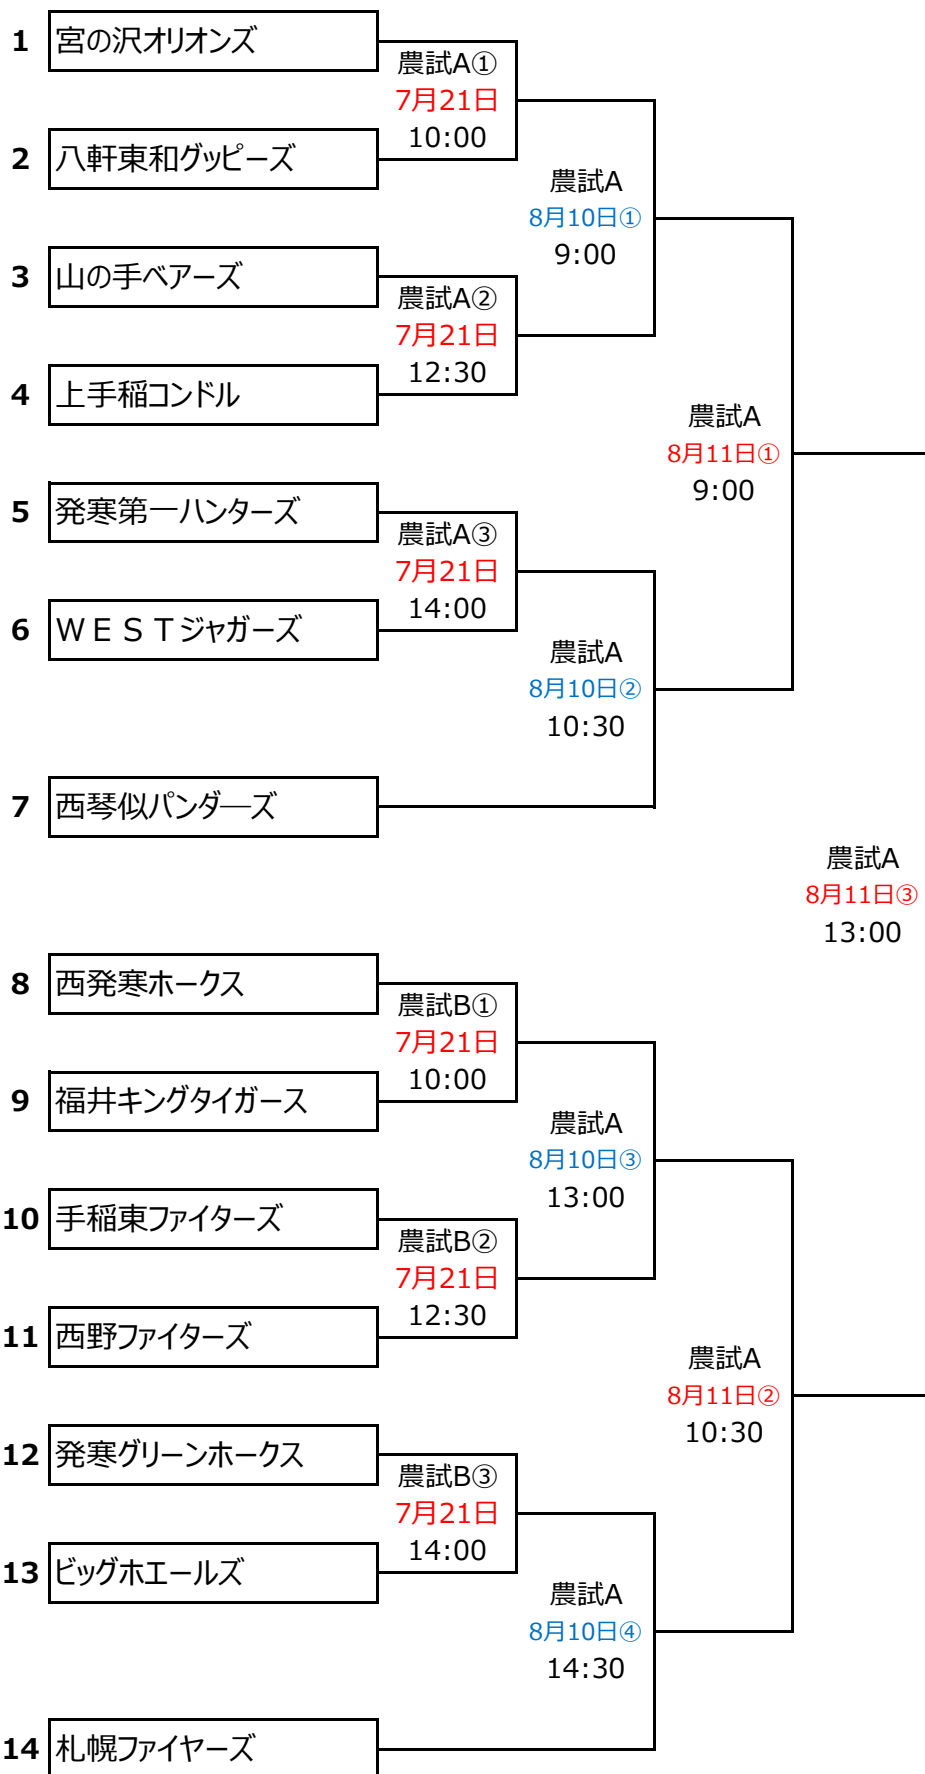 1 宮の沢オリオンズ
農試A①
7月21日
10:00
2 八軒東和グッピーズ
農試A
8月10日①
9:00
3 山の手ベアーズ
農試A②
7月21日
12:30
4 上手稲コンドル
農試A
8月11日①
9:00
5 発寒第一ハンターズ
農試A③
7月21日
14:00
6 ＷＥＳＴジャガーズ
農試A
8月10日②
10:30
7 西琴似パンダ―ズ
農試A
8月11日③
13:00
8 西発寒ホークス
農試B①
7月21日
10:00
9 福井キングタイガース
農試A
8月10日③
13:00
10 手稲東ファイターズ
農試B②
7月21日
12:30
11 西野ファイターズ
農試A
8月11日②
10:30
12 発寒グリーンホークス
農試B③
7月21日
14:00
13 ビッグホエールズ
農試A
8月10日④
14:30
14 札幌ファイヤーズ